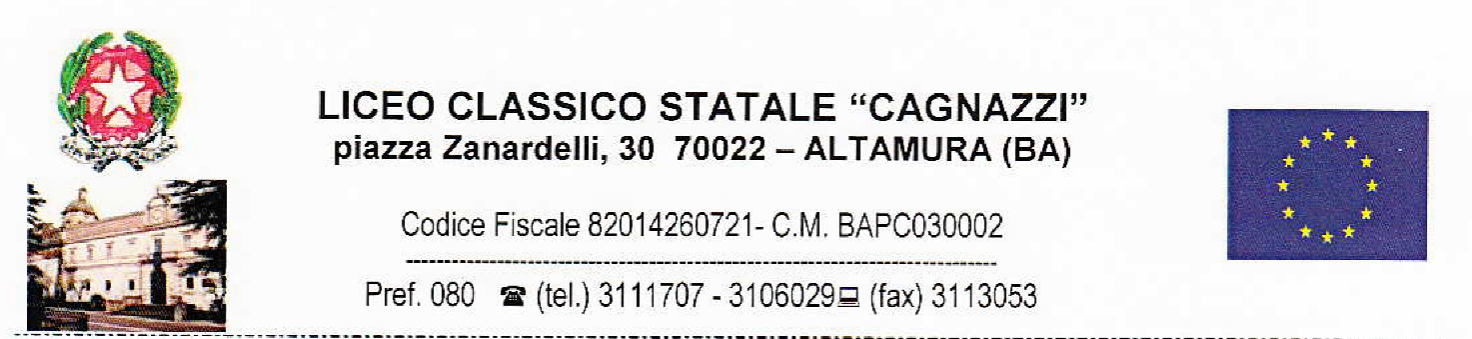 LICEO CLASSICO STATALE “CAGNAZZI”
piazza Zanardelli, 30 70022 – ALTAMURA (BA)
Codice Fiscale 82014260721- C.M. BAPC030002
Pref. 080 ☎ (tel.) 3111707 - 3106029💻 (fax) 3113053